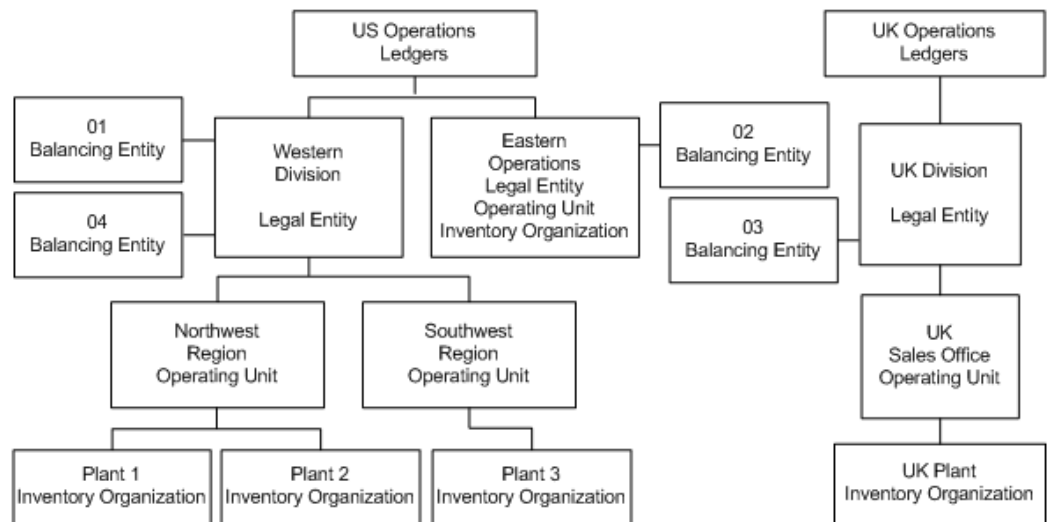 US Operations
Ledgers
UK Operations
Ledgers
01
Balancing Entity
Western
Division
Legal Entity
Eastern
Operations
Legal Entity
Operating Unit
Inventory Organization
02
Balancing Entity
UK Division
Legal Entity
04
Balancing Entity
03
Balancing Entity
Northwest
Region
Operating Unit
Southwest
Region
Operating Unit
UK
Sales Office
Operating Unit
Plant 1
Inventory Organization
Plant 2
Inventory Organization
Plant 3
Inventory Organization
UK Plant
Inventory Organization